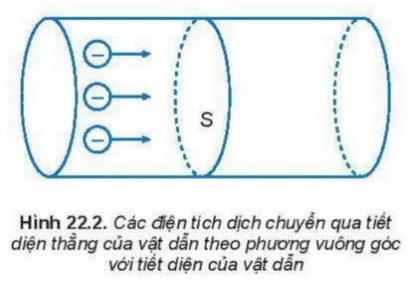 S
Hình 22.2. Các điện tích dịch chuyển qua tiết
diện thẳng của vật dẫn theo phương vuông góc
với tiết diện của vật dẫn